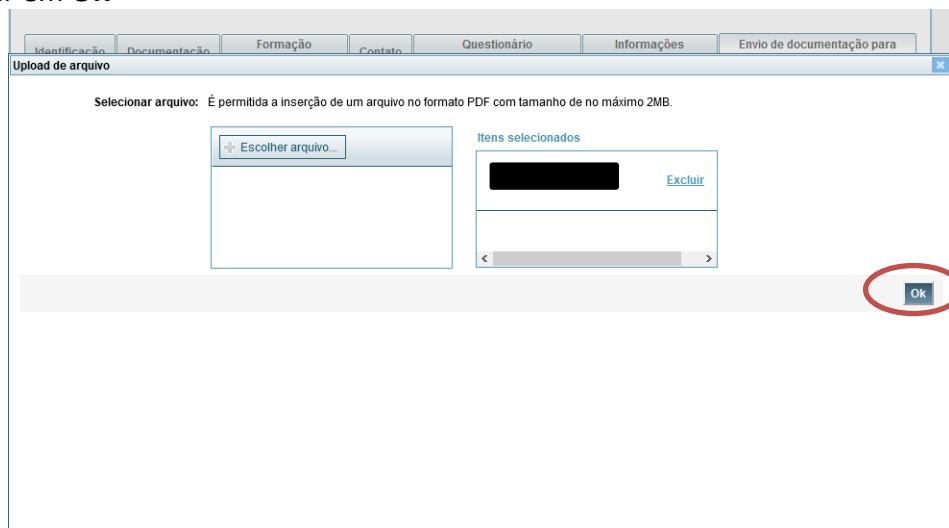 Formação Questionário Informações Envio de documentação para
Identificação Documentação Contato
Upload de arquivo
Selecionar arquivo: É permitida a inserção de um arquivo no formato PDF com tamanho de no máximo 2MB.
Escolher arquivo...
Itens selecionados
Excluir
Ok